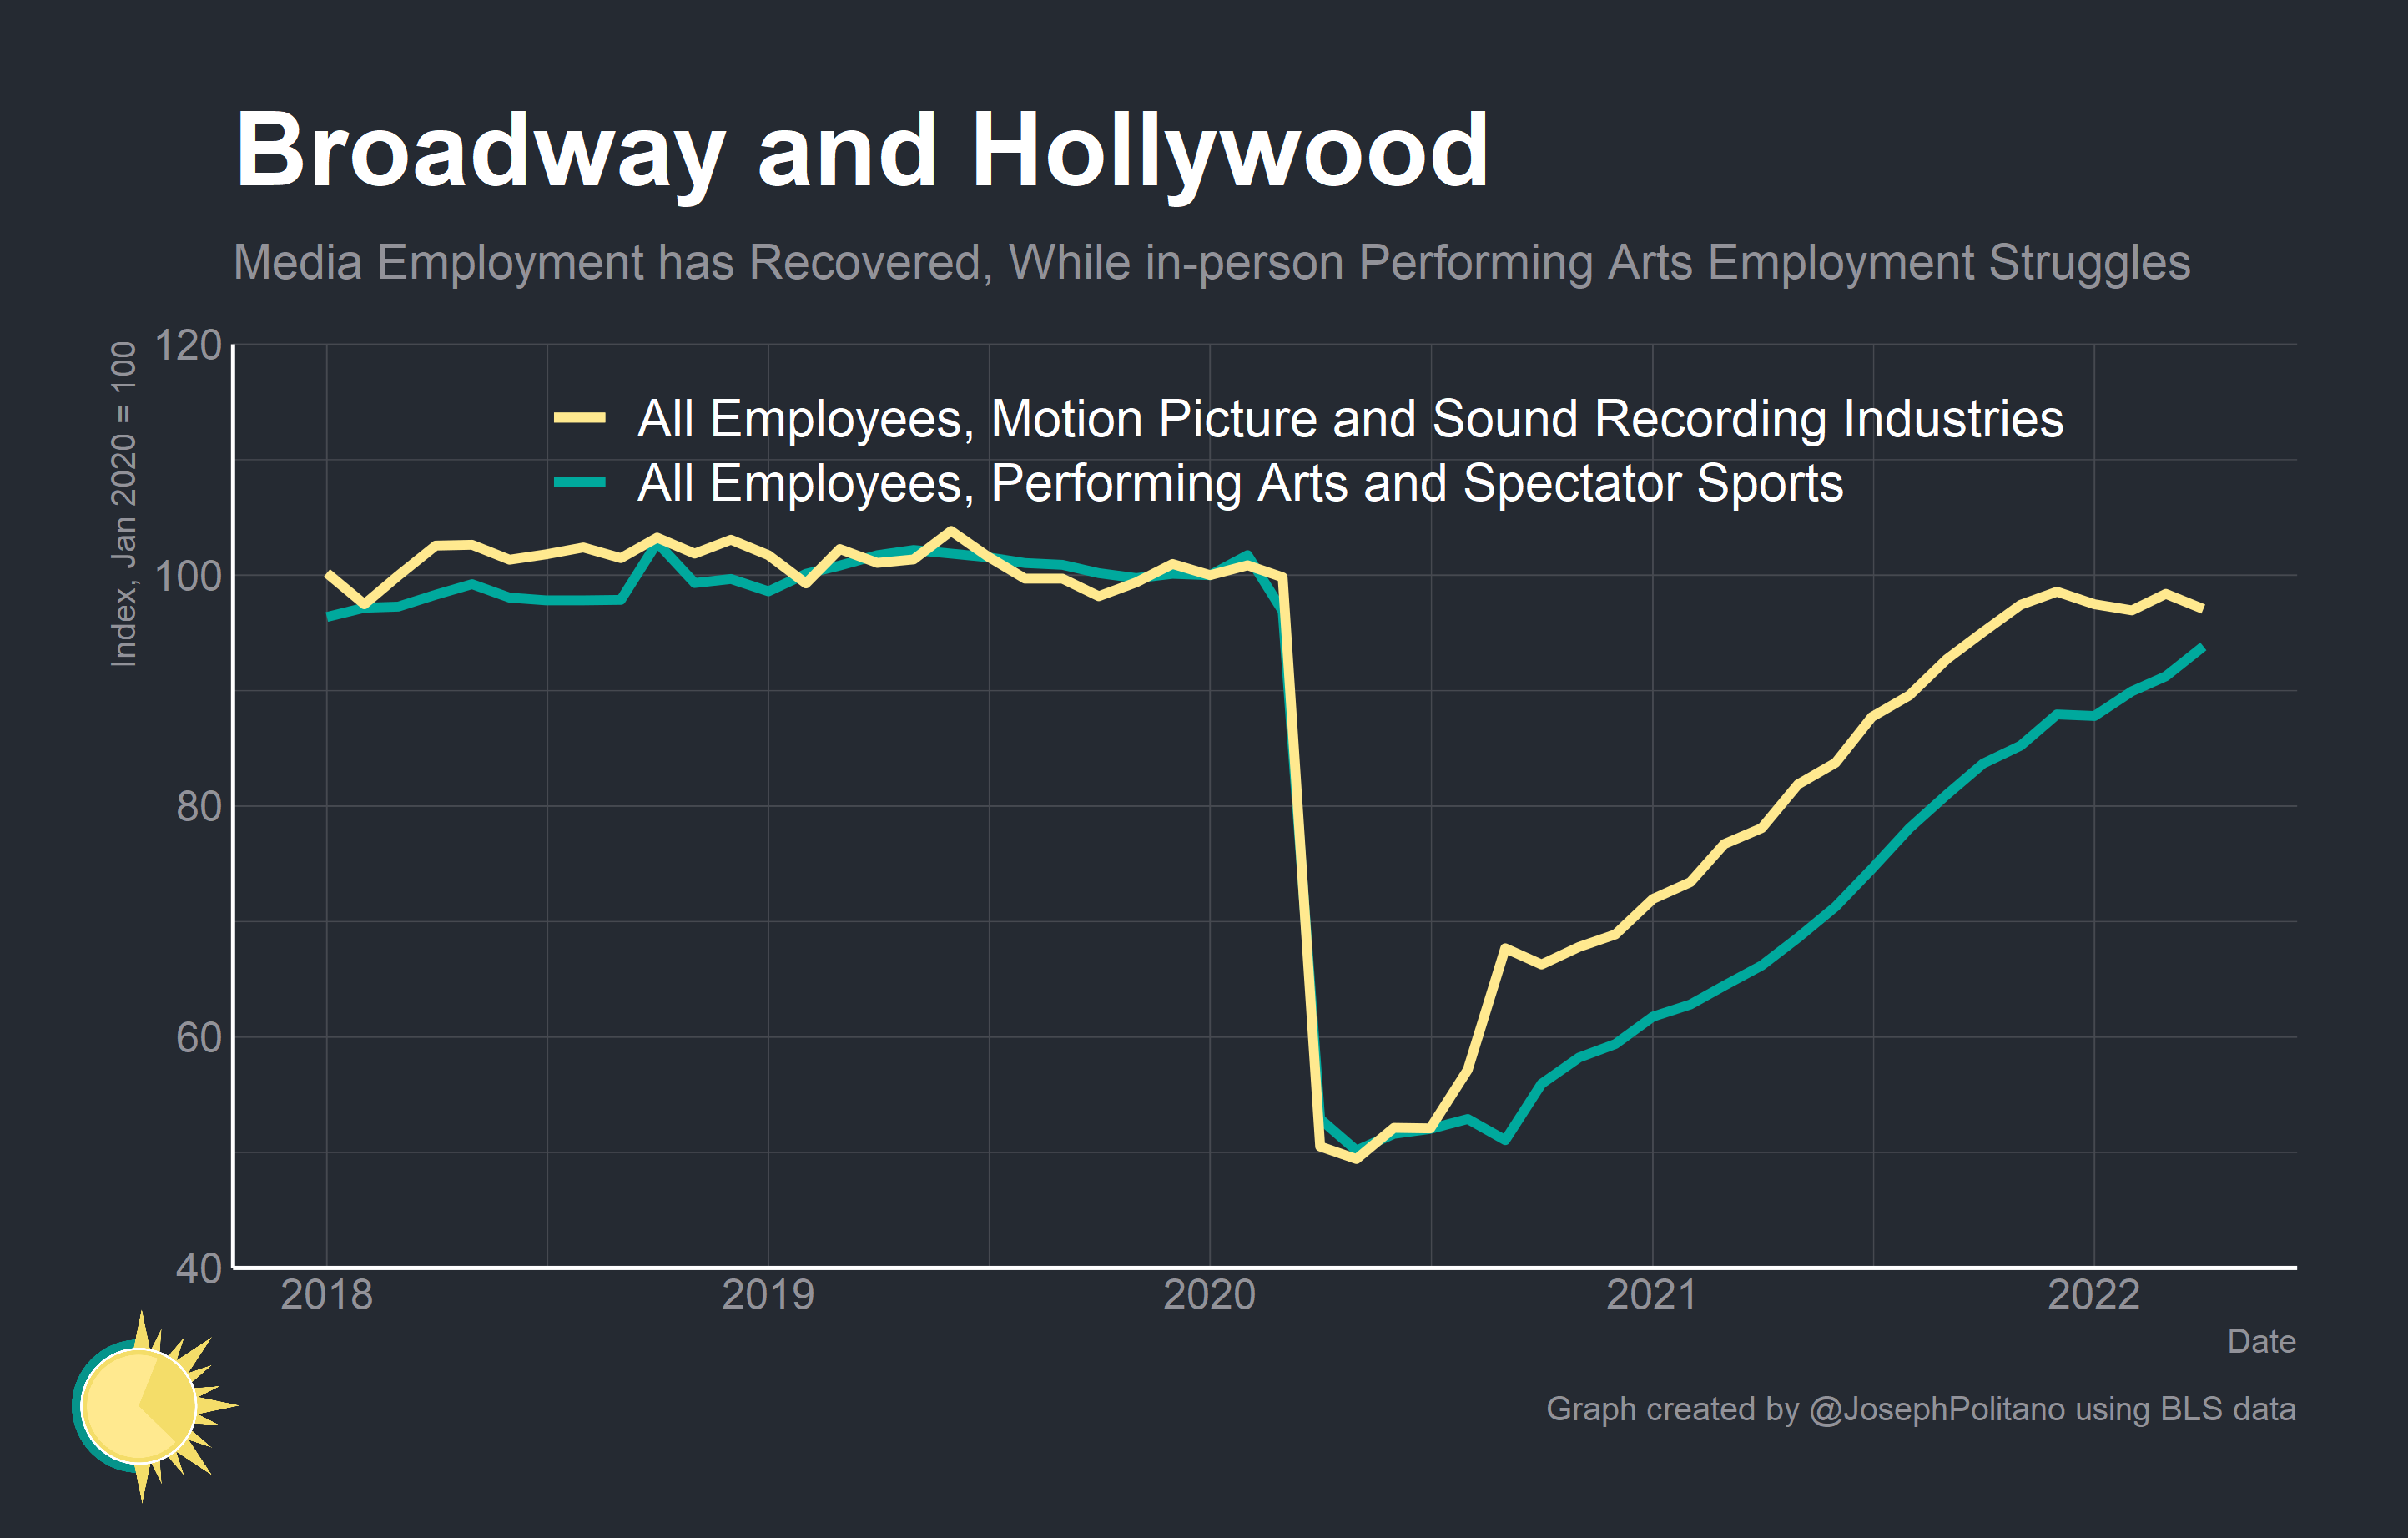 Broadway and Hollywood
Media Employment has Recovered, While in-person Performing Arts Employment Struggles
Index, Jan 2020 = 100
120
100
80
60
40
All Employees, Motion Picture and Sound Recording Industries
All Employees, Performing Arts and Spectator Sports
2018
2019
2020
2021
2022
Date
Graph created by @JosephPolitano using BLS data